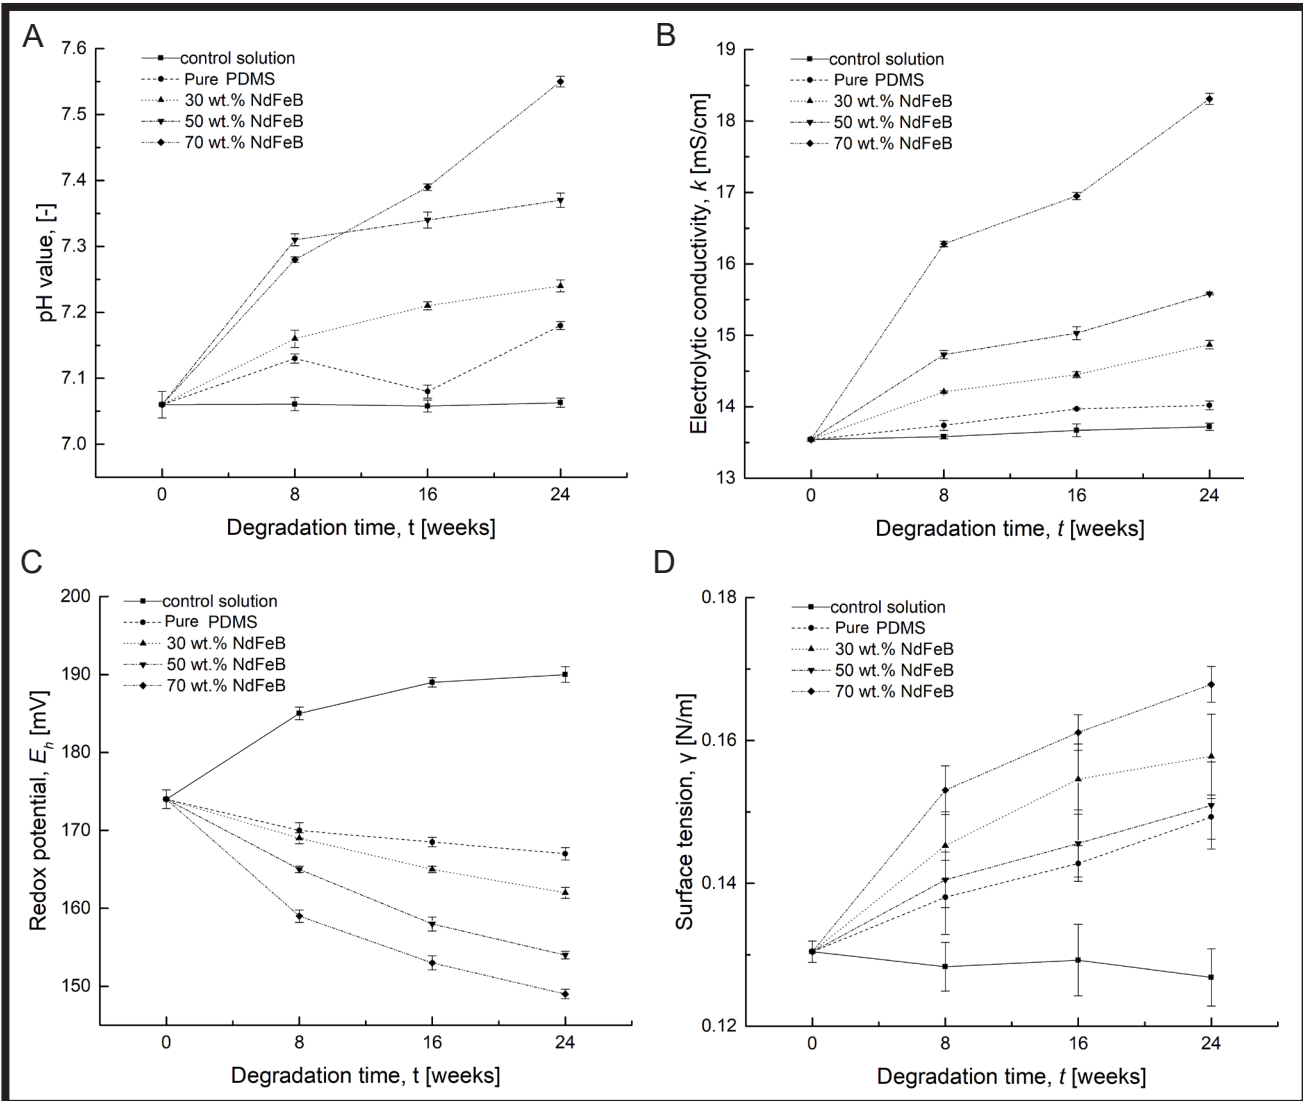 A
7.6
7.5
7.4
7.3
7.2
7.1
7.0
pH value, [-]
control solution
Pure PDMS
30 wt.% NdFeB
50 wt.% NdFeB
70 wt.% NdFeB
0 8 16 24
Degradation time, t [weeks]
B
19
18
17
16
15
14
13
Electrolytic conductivity, k [mS/cm]
control solution
Pure PDMS
30 wt.% NdFeB
50 wt.% NdFeB
70 wt.% NdFeB
0 8 16 24
Degradation time, t [weeks]
C
200
190
180
170
160
150
Redox potential, Eh [mV]
control solution
Pure PDMS
30 wt.% NdFeB
50 wt.% NdFeB
70 wt.% NdFeB
0 8 16 24
Degradation time, t [weeks]
D
0.18
0.16
0.14
0.12
Surface tension, γ [N/m]
control solution
Pure PDMS
30 wt.% NdFeB
50 wt.% NdFeB
70 wt.% NdFeB
0 8 16 24
Degradation time, t [weeks]